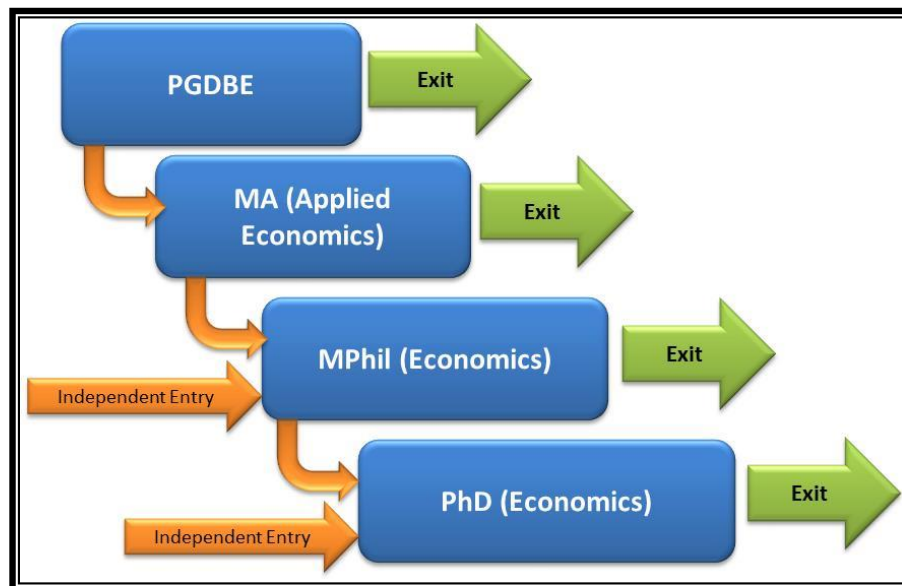 PGDBE
Exit
MA (Applied
Economics)
Exit
MPhil (Economics)
Exit
Independent Entry
PhD (Economics)
Exit
Independent Entry